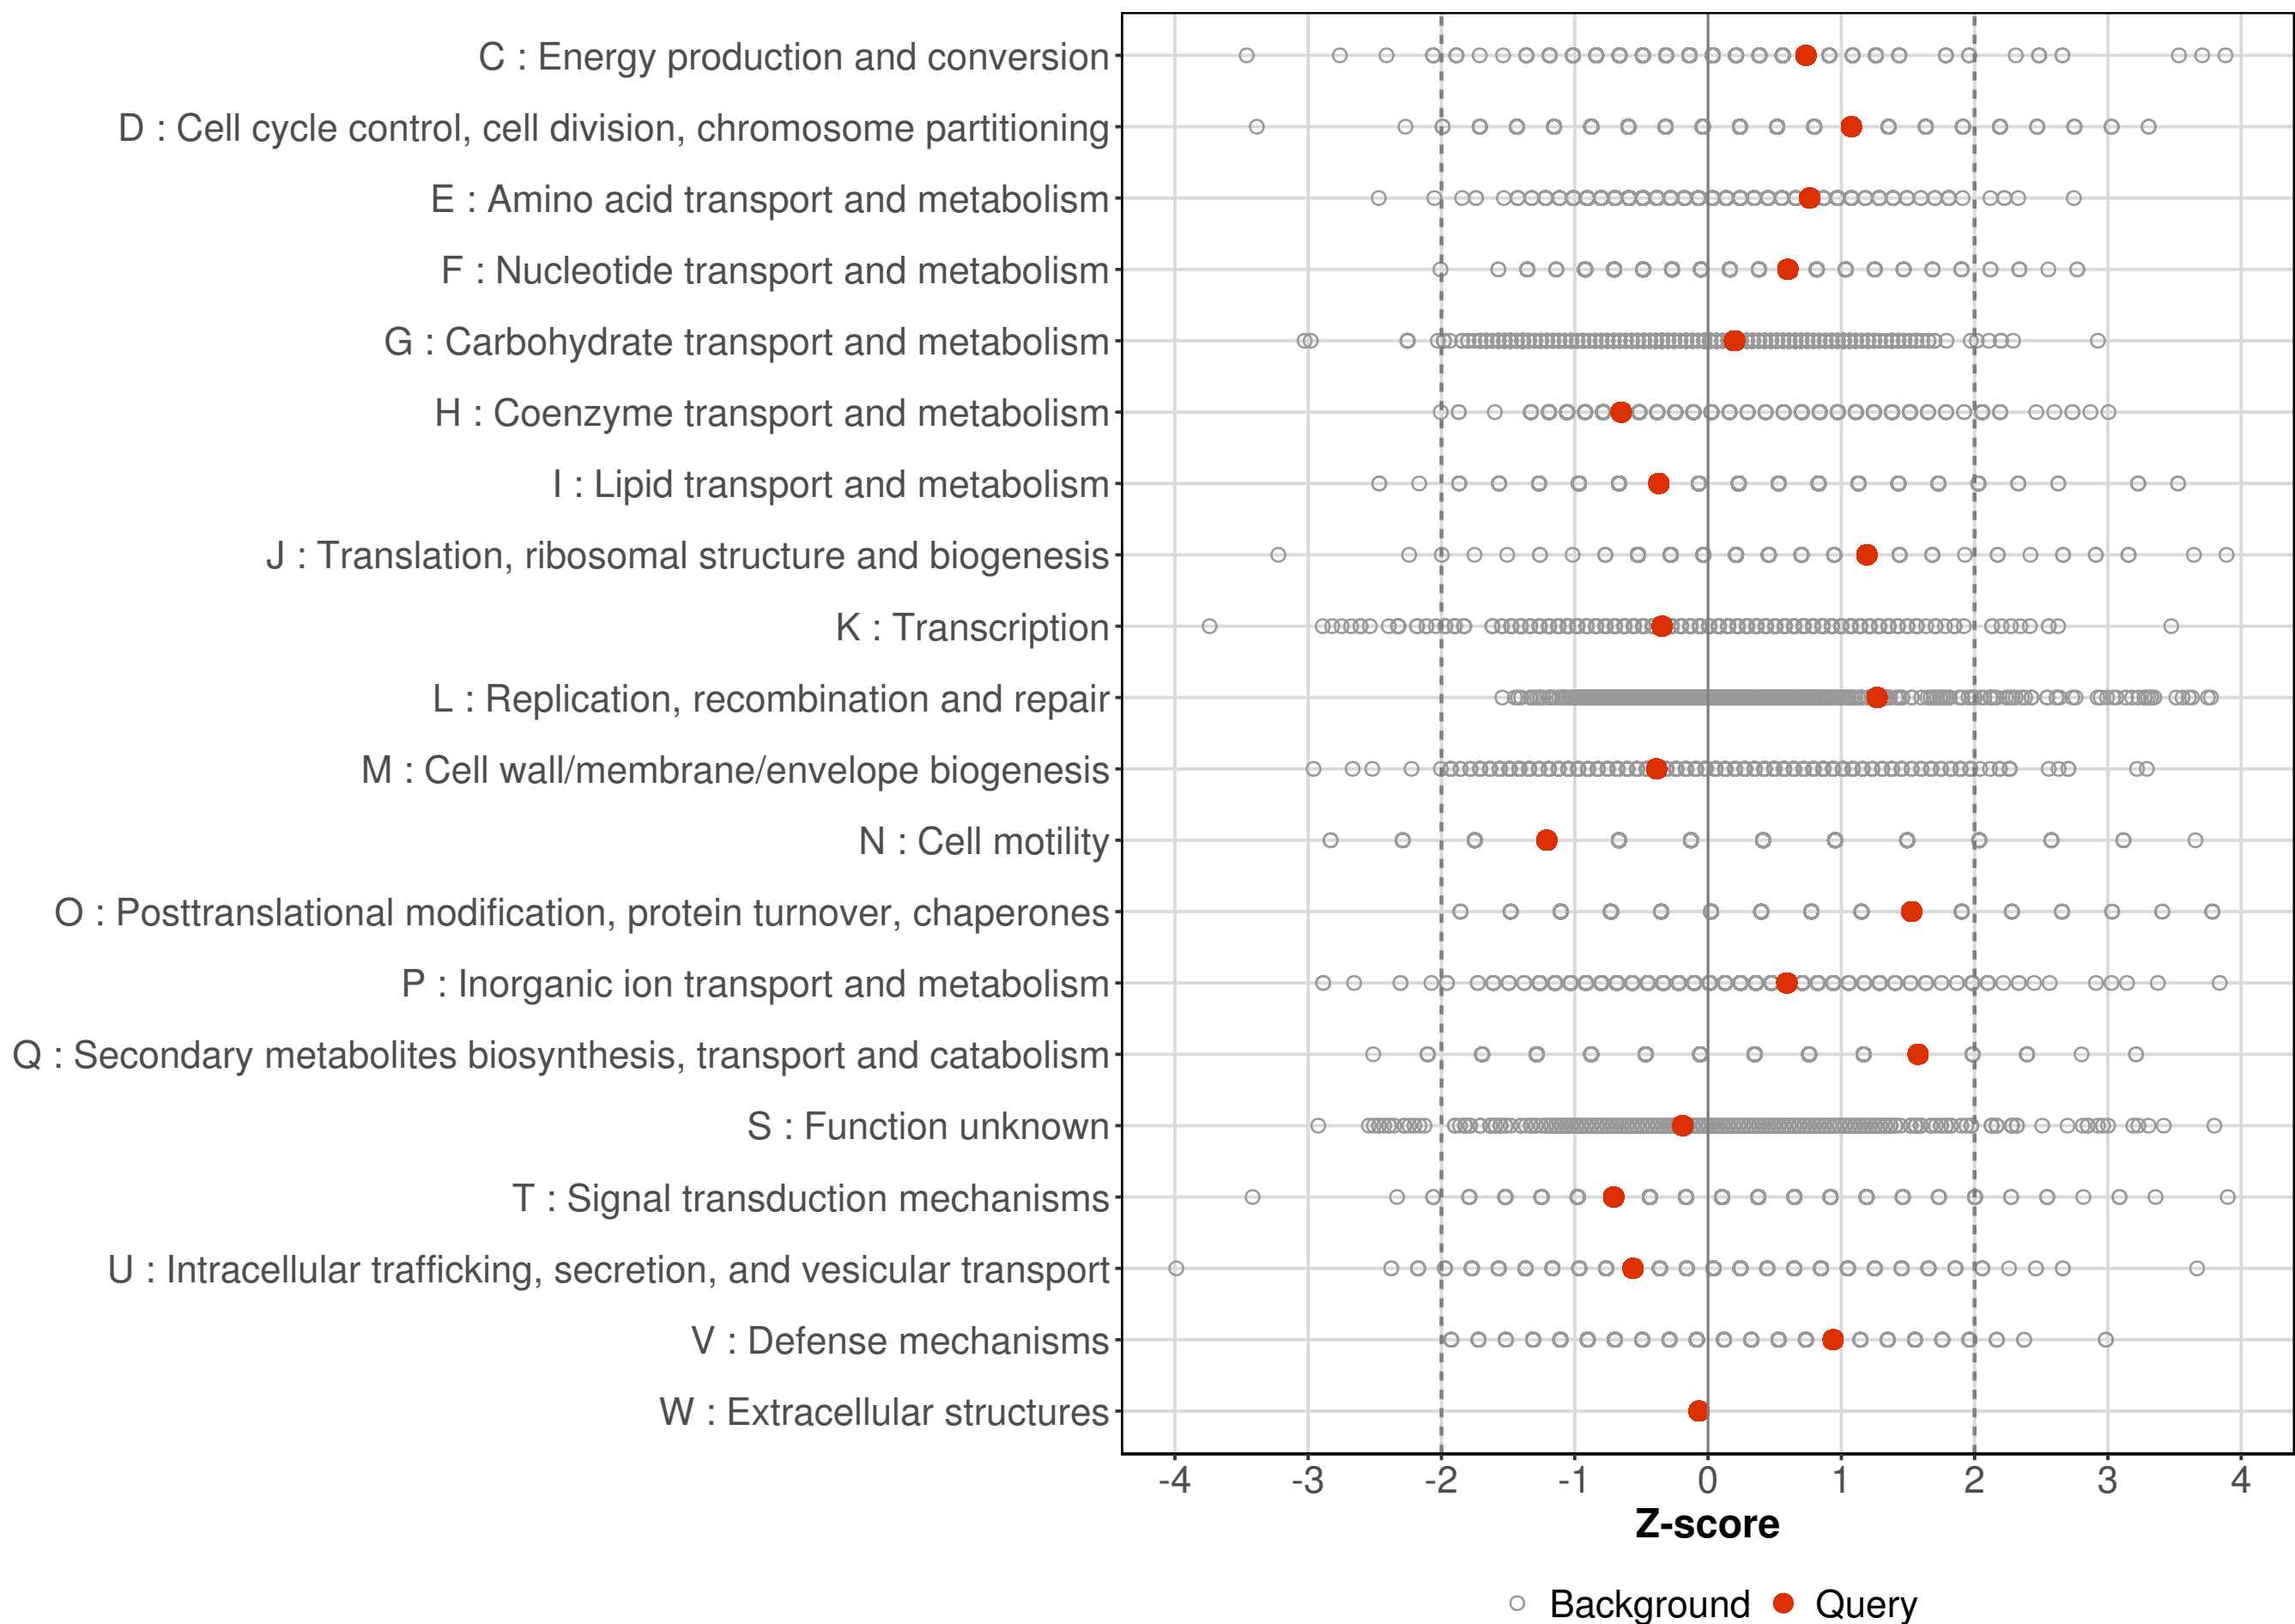 C : Energy production and conversion
D : Cell cycle control, cell division, chromosome partitioning
E : Amino acid transport and metabolism
F : Nucleotide transport and metabolism
G : Carbohydrate transport and metabolism
H : Coenzyme transport and metabolism
I : Lipid transport and metabolism
J : Translation, ribosomal structure and biogenesis
K : Transcription
L : Replication, recombination and repair
M : Cell wall/membrane/envelope biogenesis
N : Cell motility
O : Posttranslational modification, protein turnover, chaperones
P : Inorganic ion transport and metabolism
Q : Secondary metabolites biosynthesis, transport and catabolism
S : Function unknown
T : Signal transduction mechanisms
U : Intracellular trafficking, secretion, and vesicular transport
V : Defense mechanisms
W : Extracellular structures
-4 -3 -2 -1 0 1 2 3 4
Z-score
Background Query